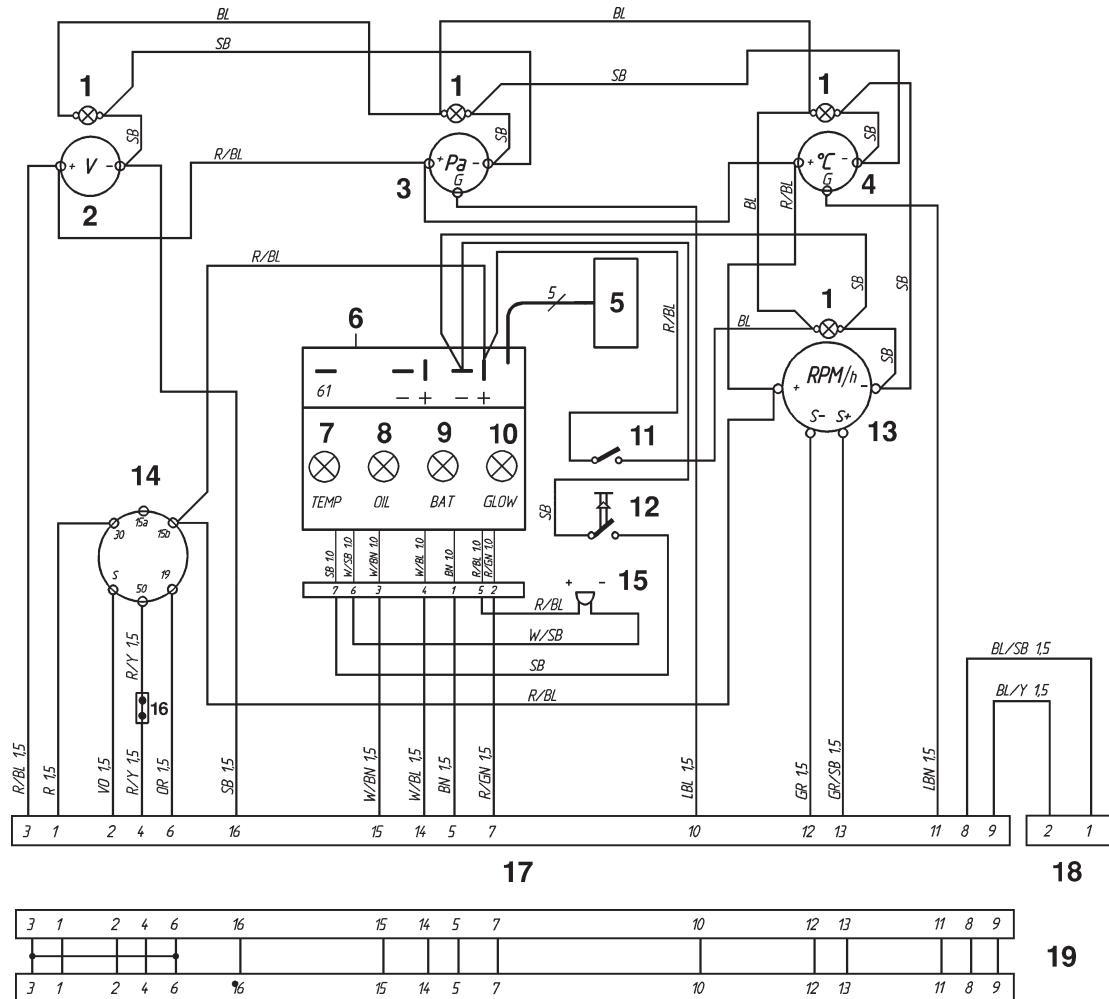 BL
BL
SB
SB
1
1
1
SB
SB
SB
+ V -
R/BL
+ Pa -
G
+ °C -
G
2
3
4
BL
R/BL
R/BL
5
5
R/BL
SB
SB
6
1
BL
SB
61
- + - +
RPM/h
+ -
S- S+
7 8 9 10
11
13
14
TEMP OIL BAT GLOW
12
SB
15a
30 15b
S 19
50
SB 1.0
W/SB 1.0
W/BN 1.0
W/BL 1.0
BN 1.0
R/BL 1.0
R/GN 1.0
7 6 3 4 1 5 2
+ -
15
R/BL
W/SB
SB
R/BL
R/Y 1,5
16
BL/SB 1,5
BL/Y 1,5
R/BL 1,5
R 1,5
VO 1,5
R/Y 1,5
OR 1,5
SB 1,5
W/BN 1,5
W/BL 1,5
BN 1,5
R/GN 1,5
LBL 1,5
GR 1,5
GR/SB 1,5
LBN 1,5
3 1 2 4 6 16 15 14 5 7 10 12 13 11 8 9
2 1
17
18
3 1 2 4 6 16 15 14 5 7 10 12 13 11 8 9
19
3 1 2 4 6 16 15 14 5 7 10 12 13 11 8 9